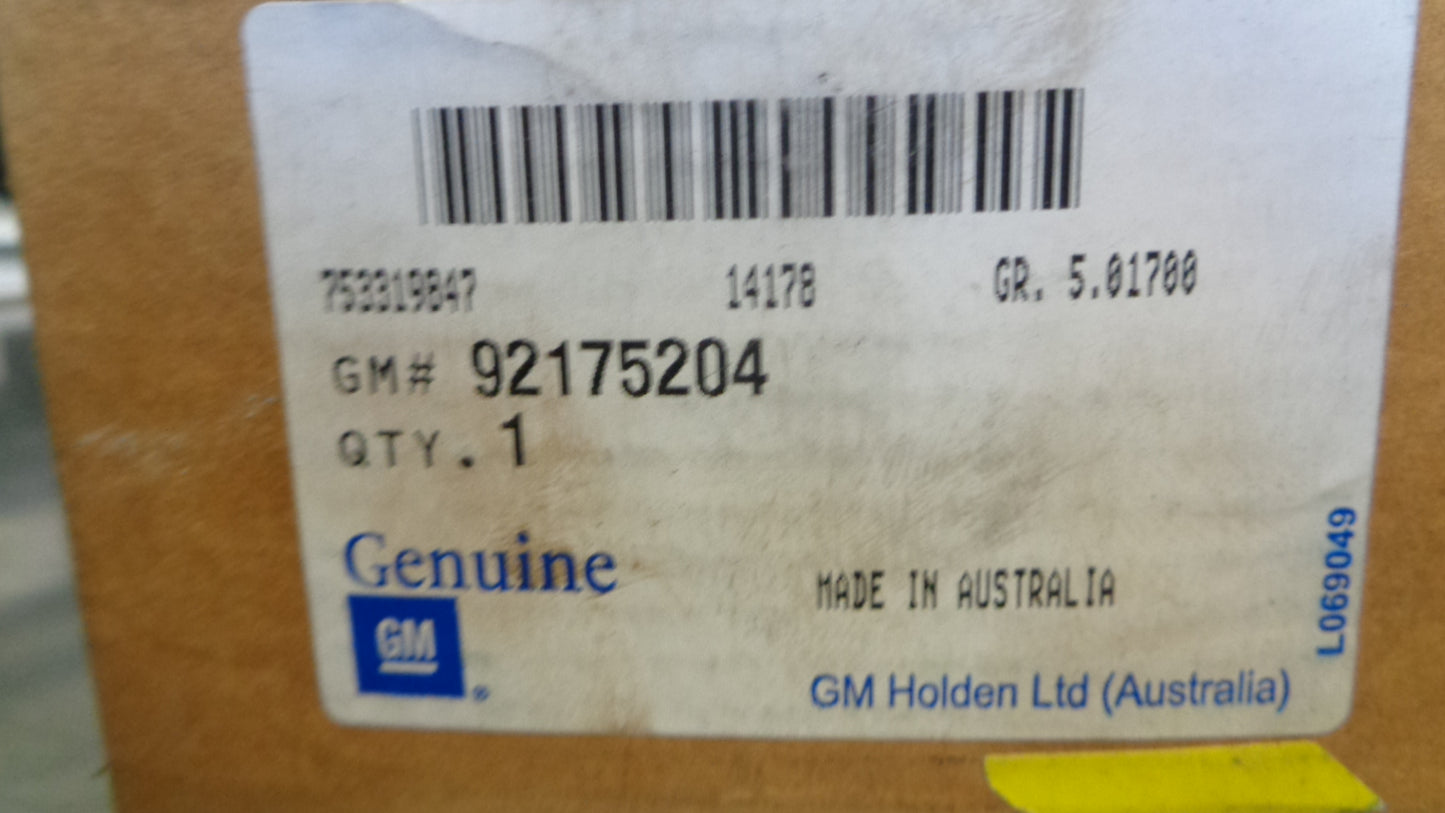 753319847 14178 GR. 5.01700
GM# 92175204
QTY. 1
Genuine
GM ®
MADE IN AUSTRALIA
GM Holden Ltd (Australia)
L069049